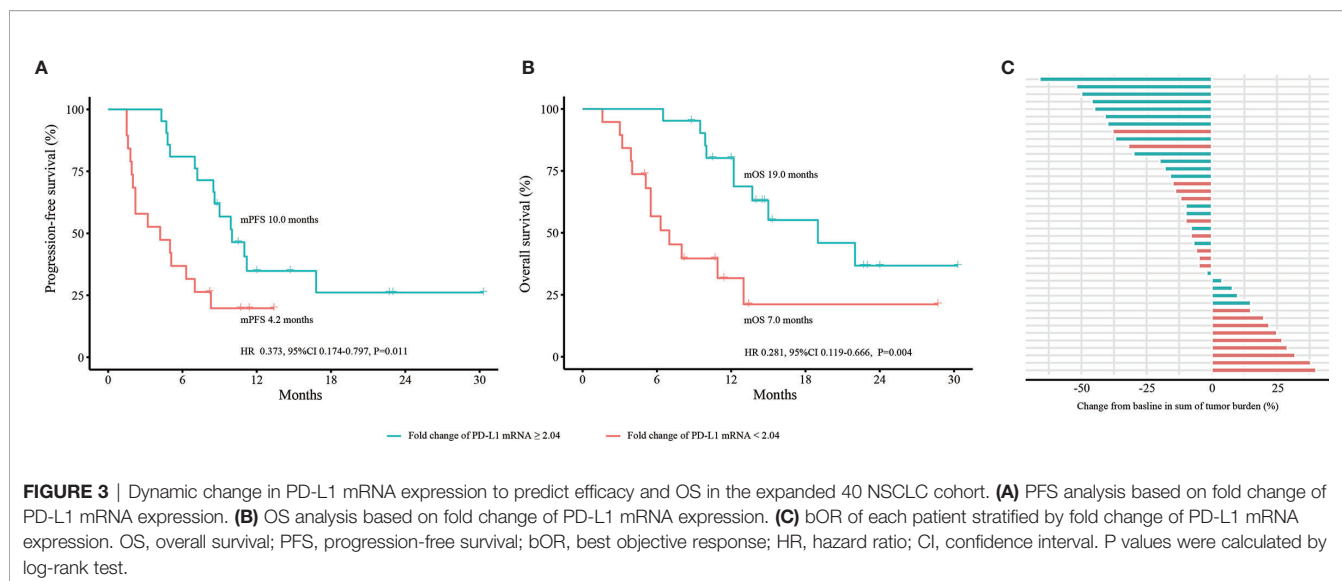 A
B
C
Progression-free survival (%)
100
75
50
25
0
mPFS 10.0 months
mPFS 4.2 months
HR 0.373, 95%CI 0.174-0.797, P=0.011
0 6 12 18 24 30
Months
Overall survival (%)
100
75
50
25
0
mOS 19.0 months
mOS 7.0 months
HR 0.281, 95%CI 0.119-0.666, P=0.004
0 6 12 18 24 30
Months
-50 -25 0 25
Change from basline in sum of tumor burden (%)
Fold change of PD-L1 mRNA ≥ 2.04
Fold change of PD-L1 mRNA < 2.04
FIGURE 3 | Dynamic change in PD-L1 mRNA expression to predict efficacy and OS in the expanded 40 NSCLC cohort. (A) PFS analysis based on fold change of
PD-L1 mRNA expression. (B) OS analysis based on fold change of PD-L1 mRNA expression. (C) bOR of each patient stratified by fold change of PD-L1 mRNA
expression. OS, overall survival; PFS, progression-free survival; bOR, best objective response; HR, hazard ratio; CI, confidence interval. P values were calculated by
log-rank test.